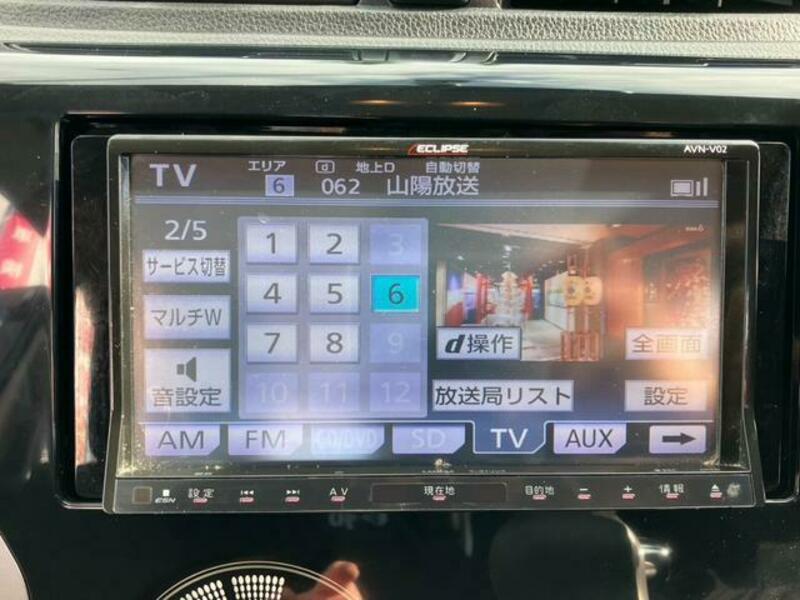 ECLIPSE AVN-V02
TV エリア 6 d 地上D 062 自動切替 山陽放送
2/5
サービス切替
マルチW
音設定
1 2 3
4 5 6
7 8 9
10 11 12
d操作 全画面
放送局リスト 設定
AM FM CD/DVD SD TV AUX
ESN 設定 AV 現在地 目的地 － ＋ 情報